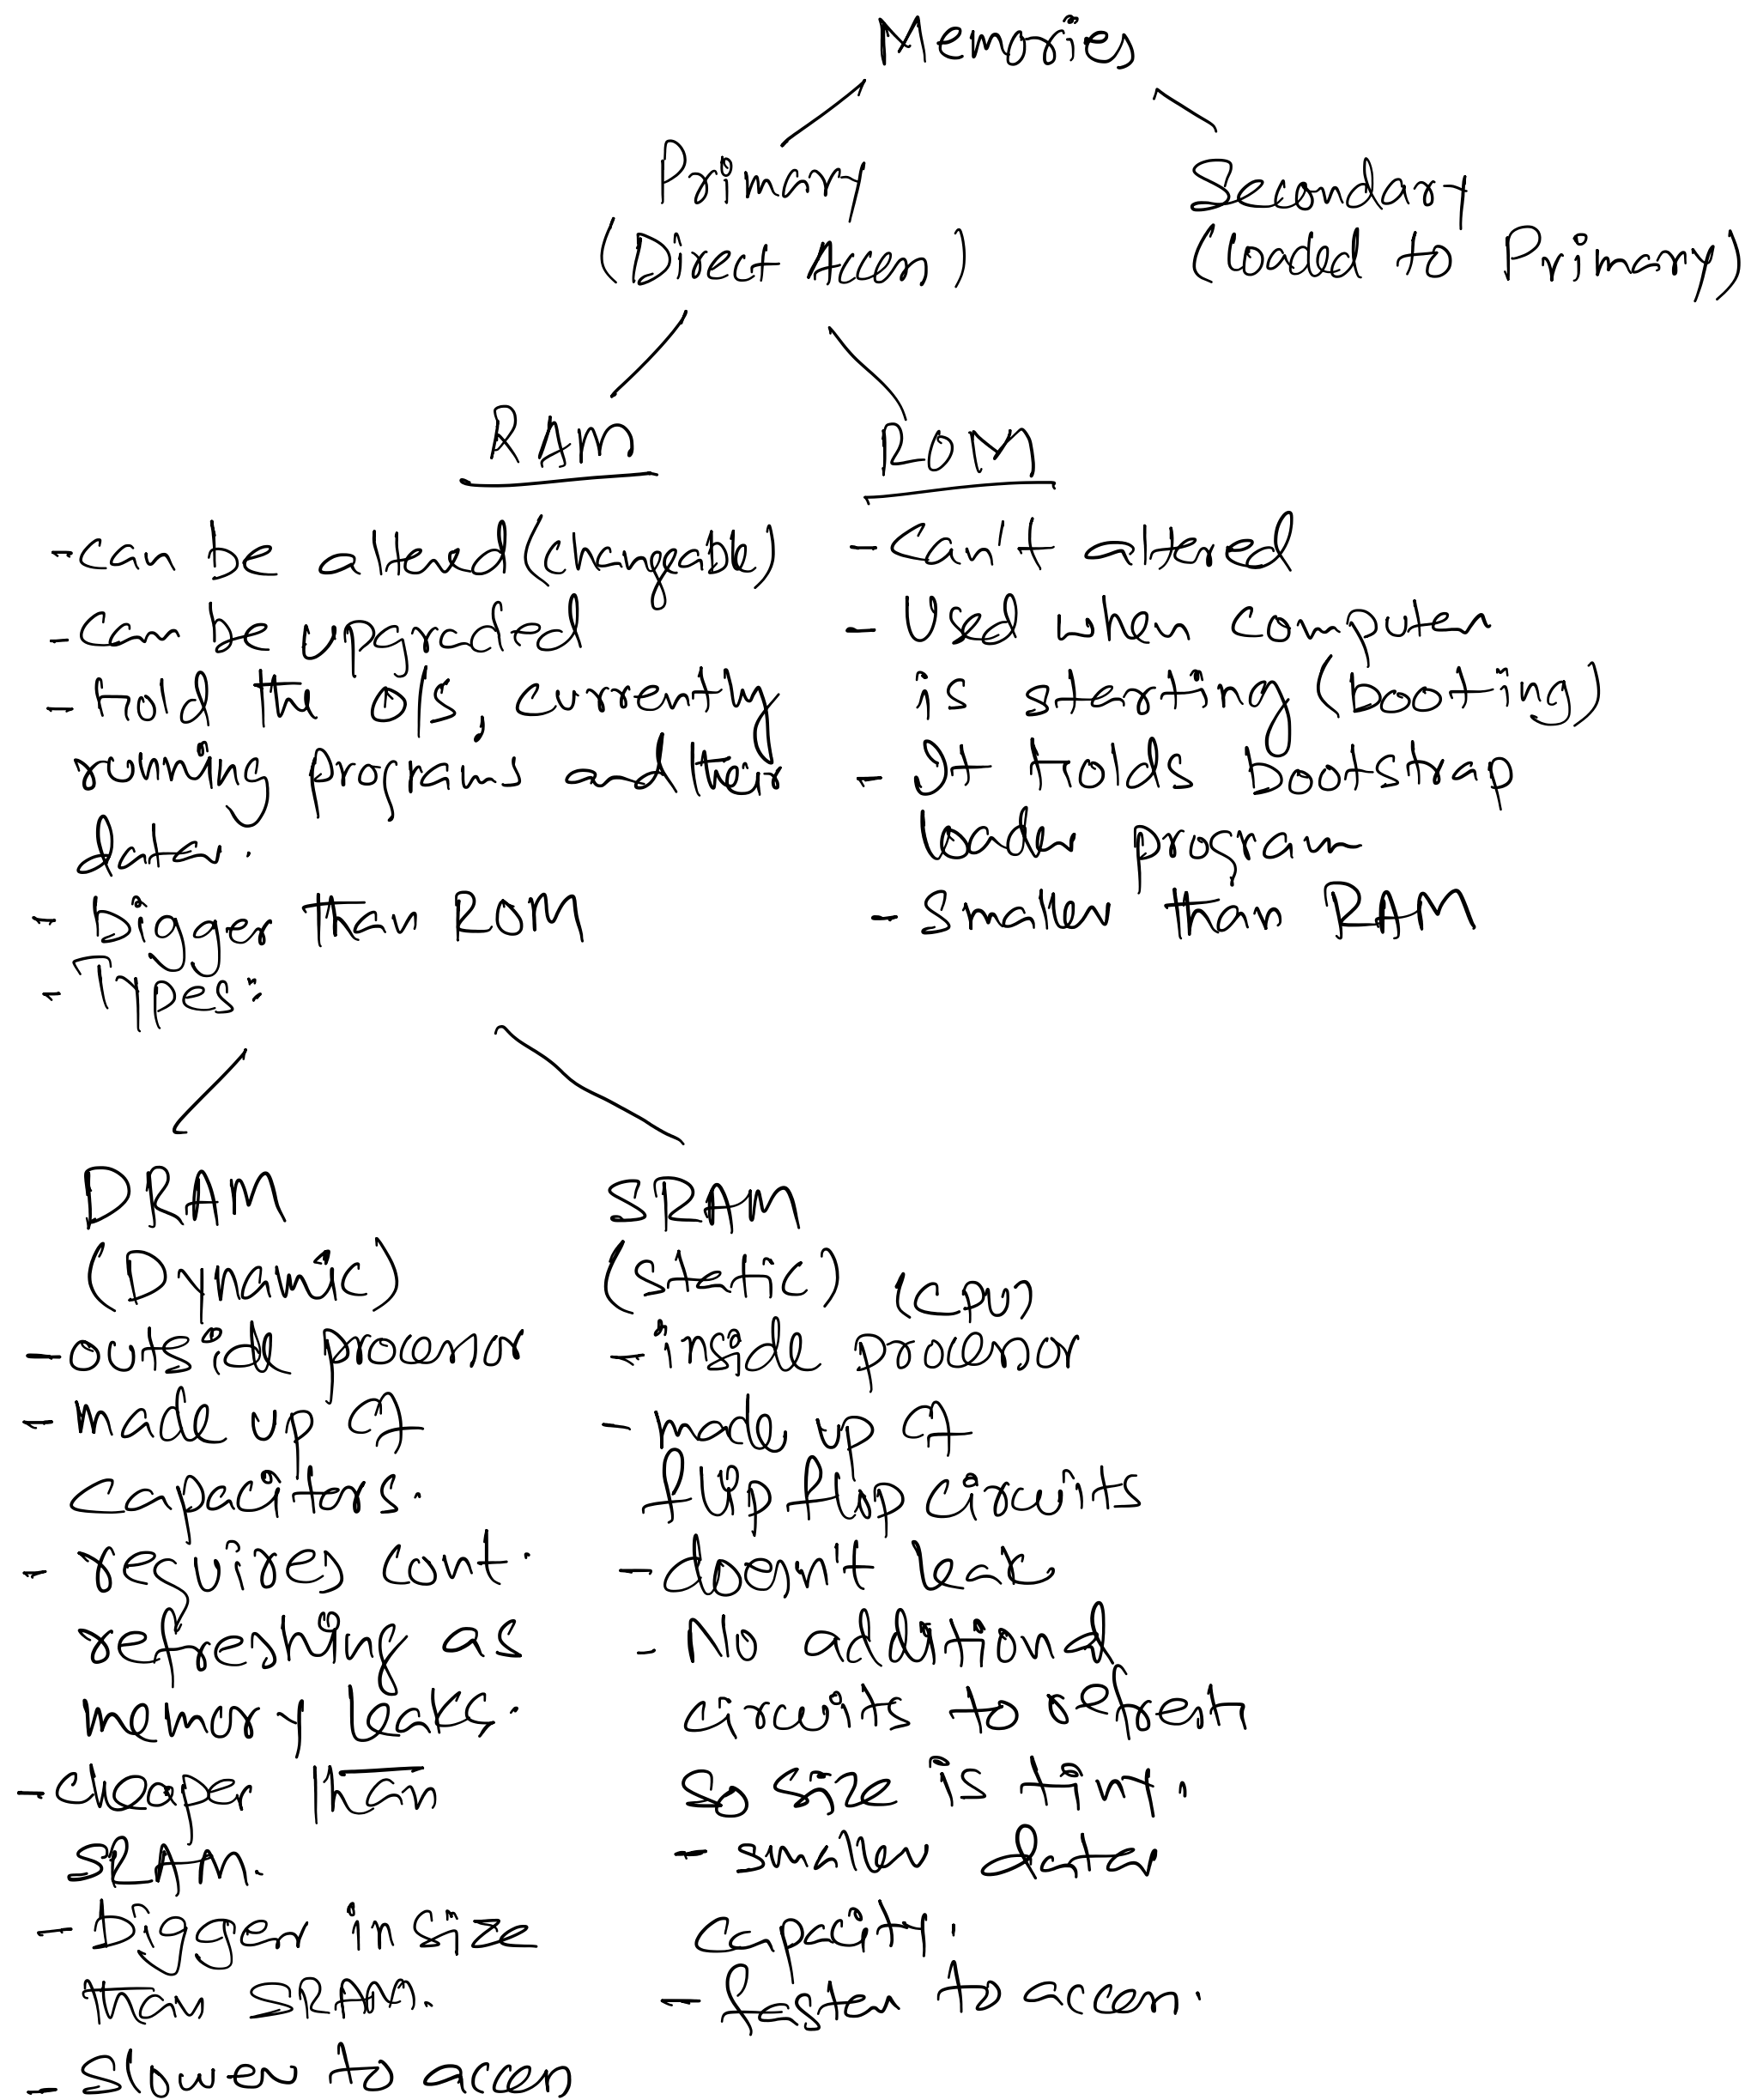 Memories
Primary
(Direct Access)
Secondary
(loaded to Primary)
RAM
- can be altered (changeable)
- can be upgraded
- hold the O/S, currently
running programs and their
data.
- bigger than ROM
- Types:
ROM
- Can't altered
- Used when computer
is starting (booting)
- It holds bootstrap
loader program
- smaller than RAM
DRAM
(Dynamic)
- outside processor
- made up of
capacitors.
- requires cont.
refreshing as
memory leaks.
- cheaper than
SRAM.
- bigger in size
than SRAM.
- slower to access
SRAM
(static) (CPU)
- inside processor
- made up of
flip flop circuits
- doesn't leak
- No additional
circuits to refresh
so size is tiny.
- smaller data
capacity.
- faster to access.